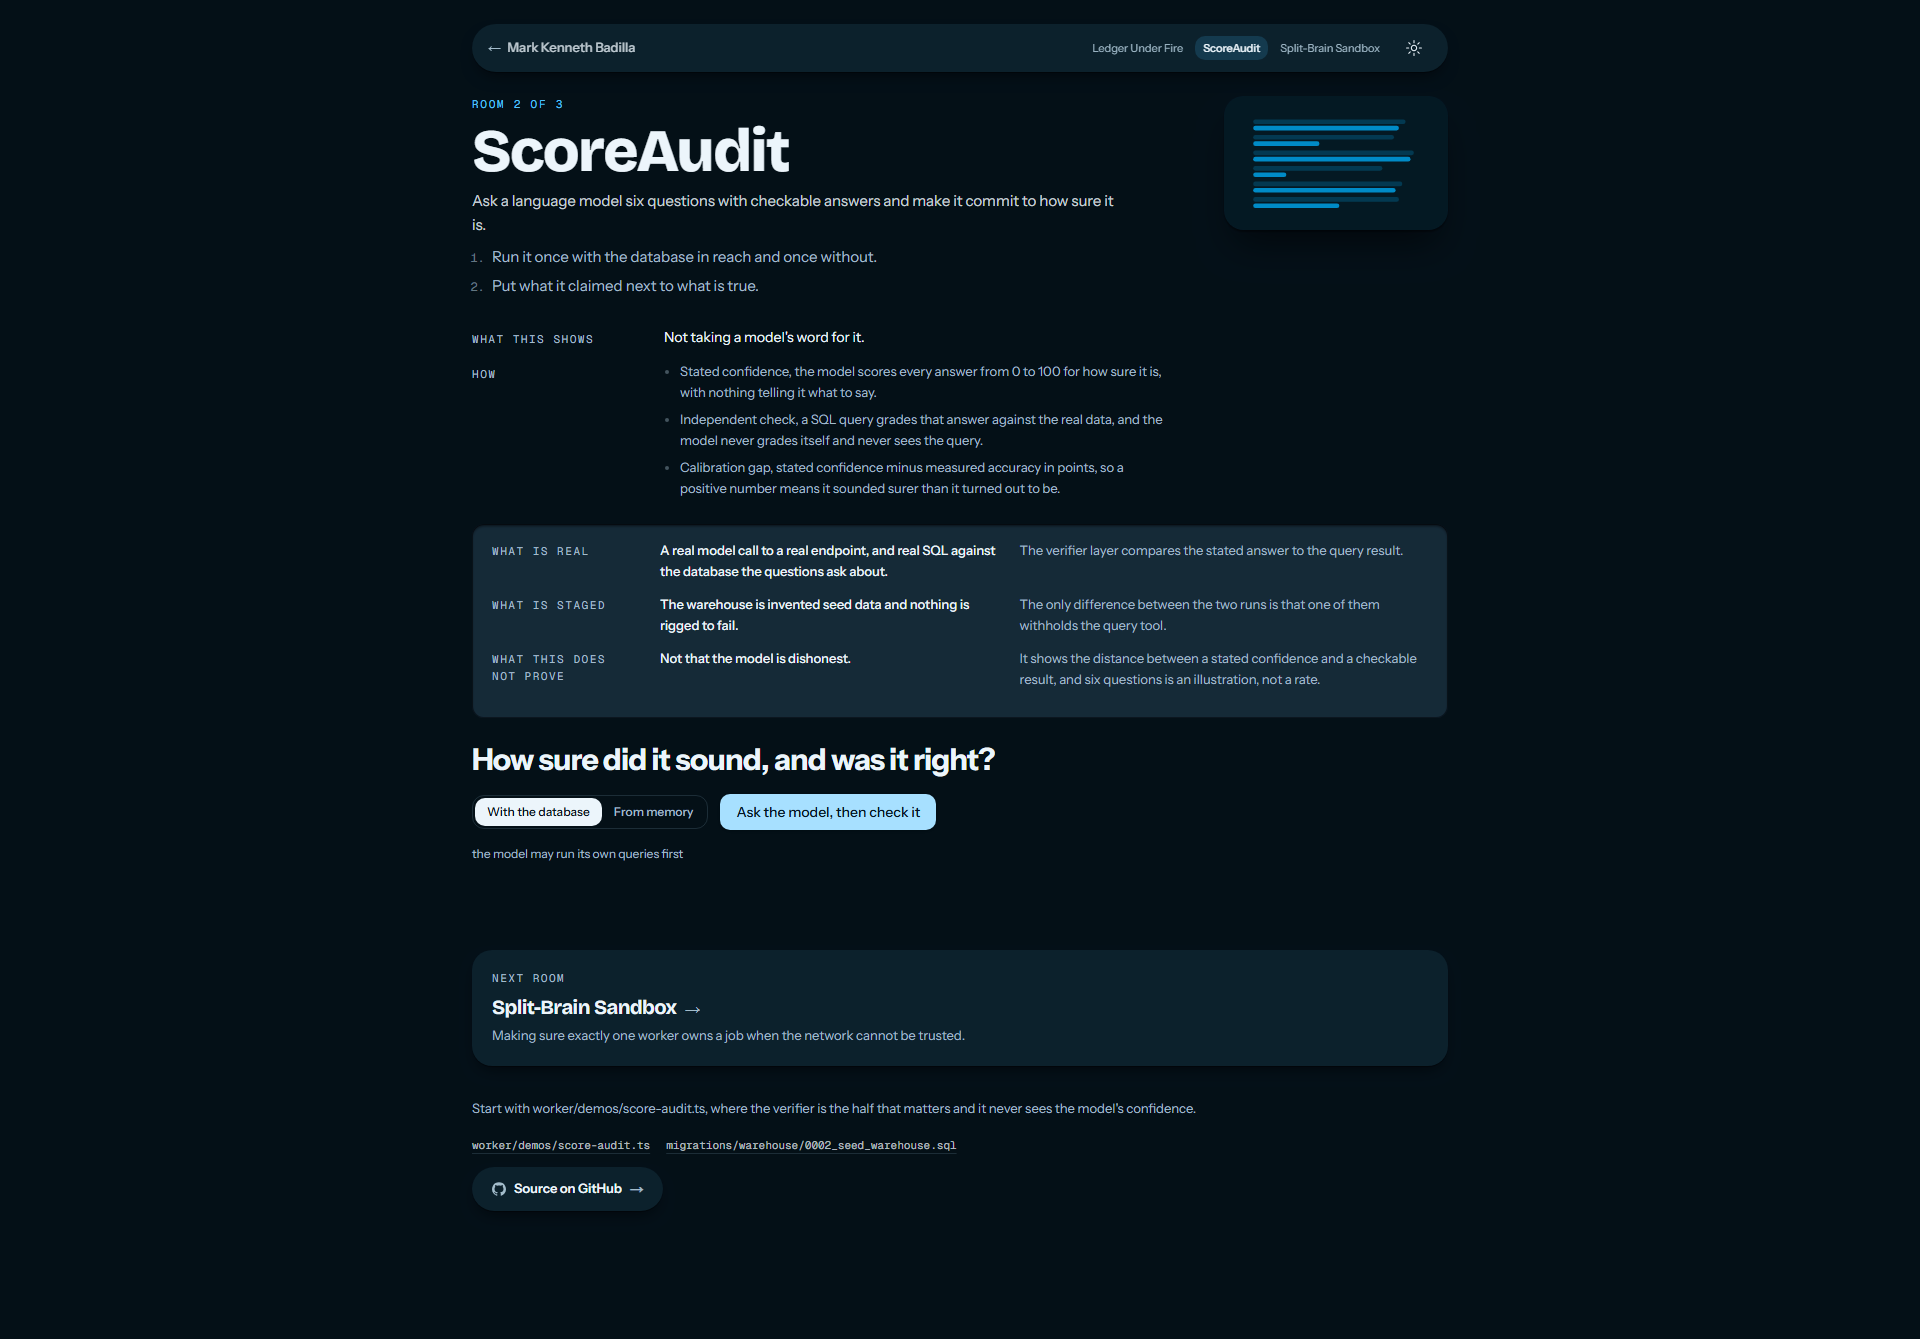 ← Mark Kenneth Badilla
Ledger Under Fire
ScoreAudit
Split-Brain Sandbox
ROOM 2 OF 3
ScoreAudit
Ask a language model six questions with checkable answers and make it commit to how sure it
is.
1. Run it once with the database in reach and once without.
2. Put what it claimed next to what is true.
WHAT THIS SHOWS
Not taking a model's word for it.
HOW
• Stated confidence, the model scores every answer from 0 to 100 for how sure it is,
with nothing telling it what to say.
• Independent check, a SQL query grades that answer against the real data, and the
model never grades itself and never sees the query.
• Calibration gap, stated confidence minus measured accuracy in points, so a
positive number means it sounded surer than it turned out to be.
WHAT IS REAL
A real model call to a real endpoint, and real SQL against
the database the questions ask about.
The verifier layer compares the stated answer to the query result.
WHAT IS STAGED
The warehouse is invented seed data and nothing is
rigged to fail.
The only difference between the two runs is that one of them
withholds the query tool.
WHAT THIS DOES
NOT PROVE
Not that the model is dishonest.
It shows the distance between a stated confidence and a checkable
result, and six questions is an illustration, not a rate.
How sure did it sound, and was it right?
With the database
From memory
Ask the model, then check it
the model may run its own queries first
NEXT ROOM
Split-Brain Sandbox →
Making sure exactly one worker owns a job when the network cannot be trusted.
Start with worker/demos/score-audit.ts, where the verifier is the half that matters and it never sees the model's confidence.
worker/demos/score-audit.ts
migrations/warehouse/0002_seed_warehouse.sql
Source on GitHub →